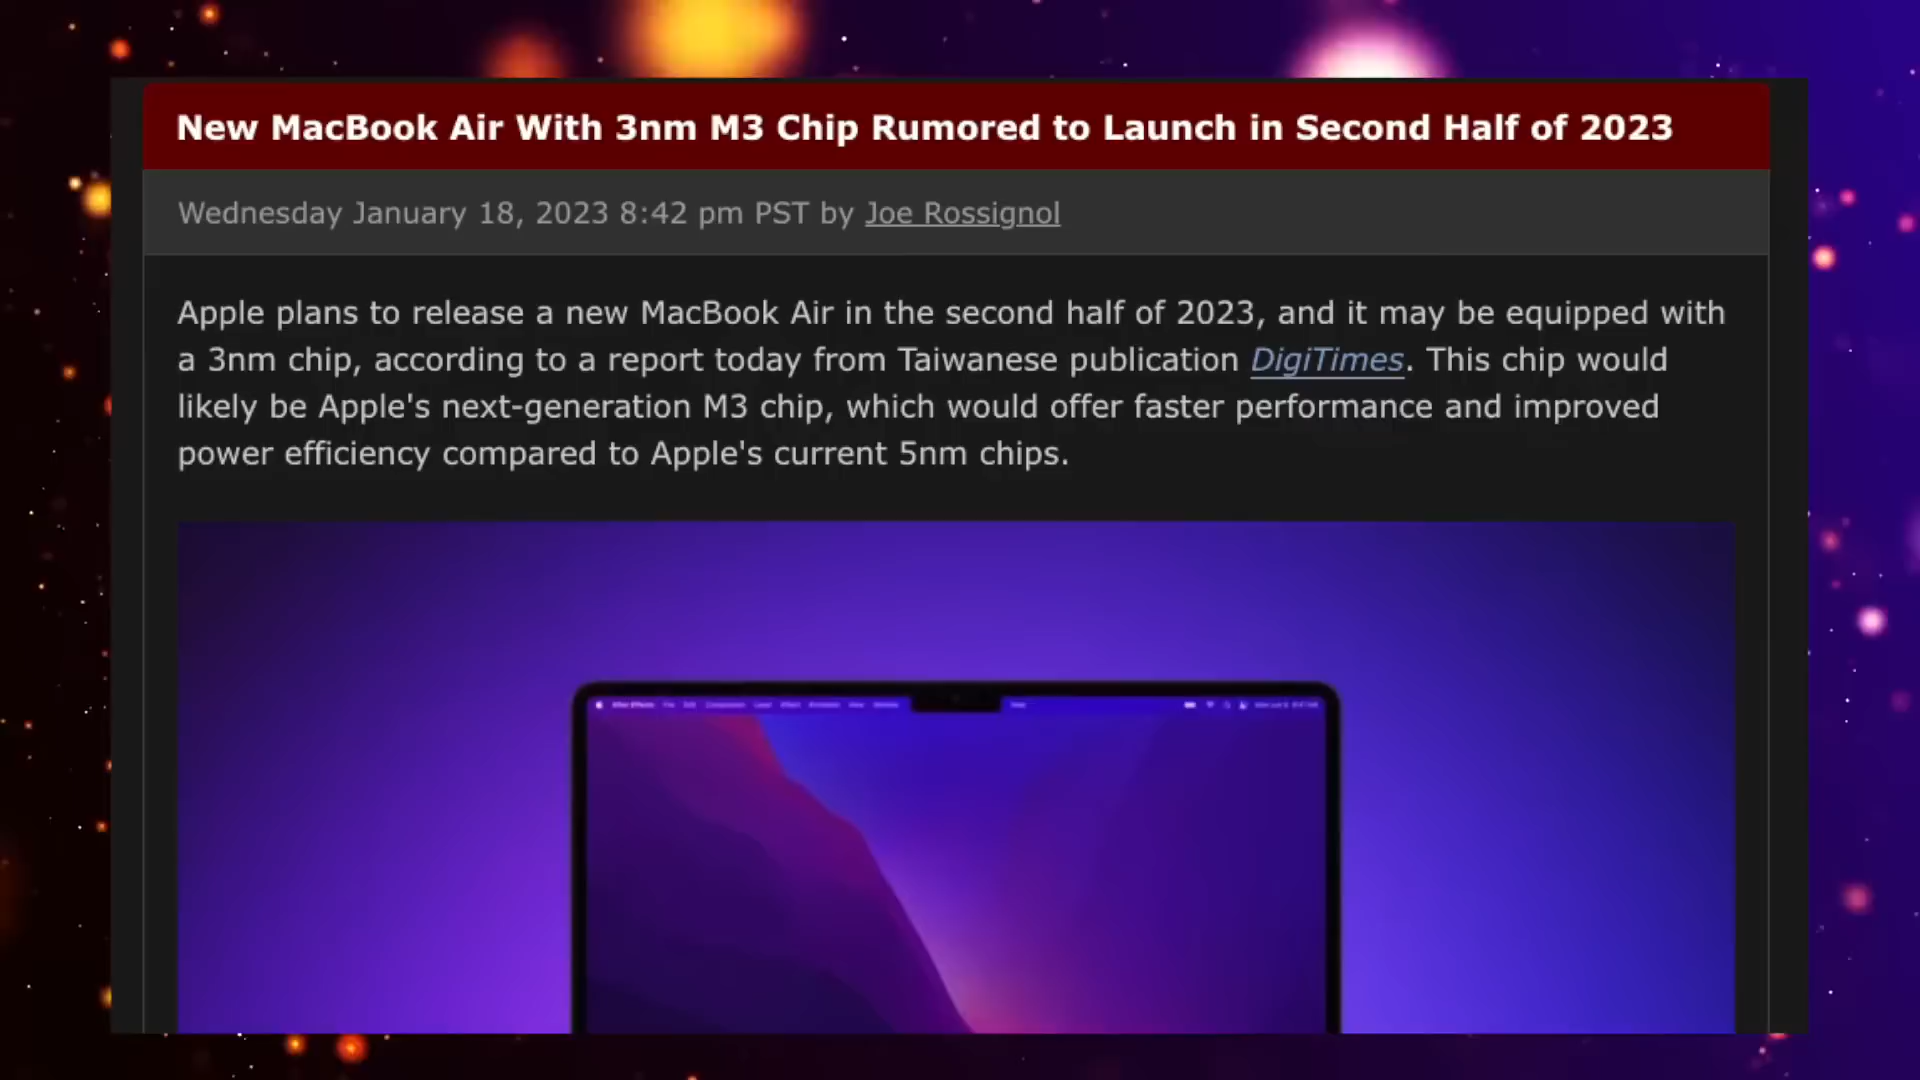 New MacBook Air With 3nm M3 Chip Rumored to Launch in Second Half of 2023
Wednesday January 18, 2023 8:42 pm PST by Joe Rossignol
Apple plans to release a new MacBook Air in the second half of 2023, and it may be equipped with
a 3nm chip, according to a report today from Taiwanese publication DigiTimes. This chip would
likely be Apple's next-generation M3 chip, which would offer faster performance and improved
power efficiency compared to Apple's current 5nm chips.